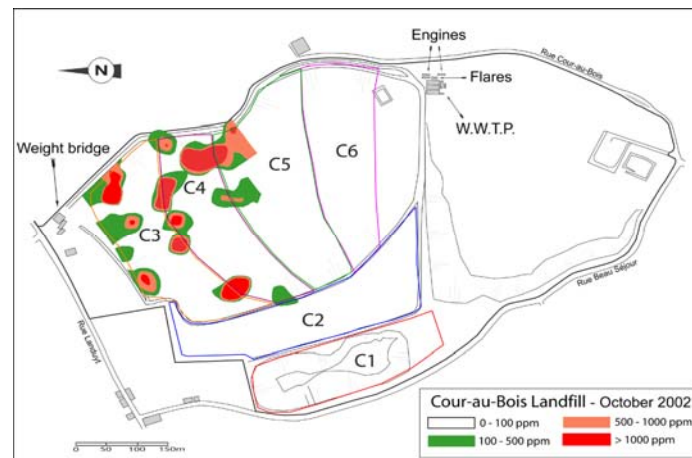 Engines
Flares
W.W.T.P.
Rue Cour-au-Bois
N
Weight bridge
C6
C5
C4
C3
C2
C1
Rue Beau Séjour
Rue Landuyt
0 50 100 150m
Cour-au-Bois Landfill - October 2002
0 - 100 ppm
500 - 1000 ppm
100 - 500 ppm
> 1000 ppm